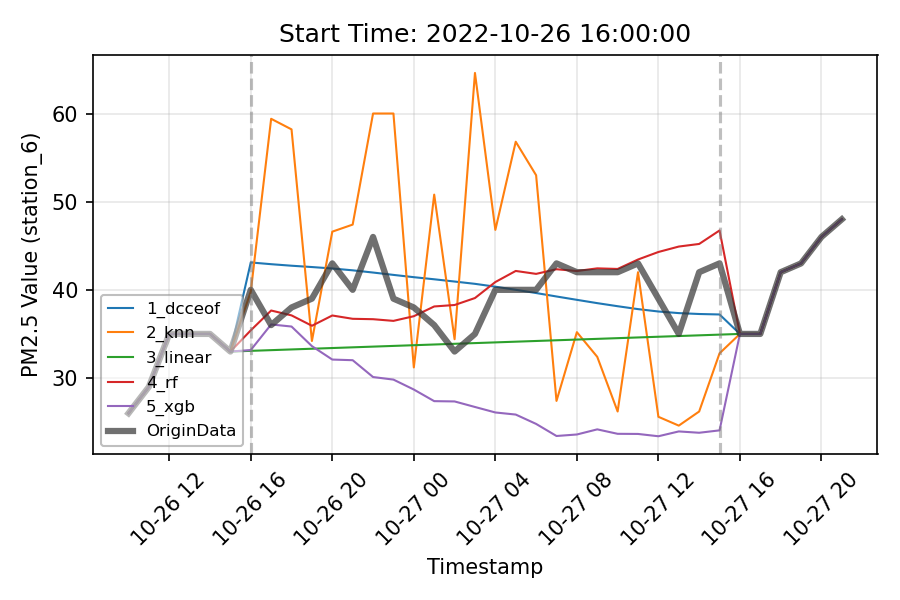 Start Time: 2022-10-26 16:00:00
PM2.5 Value (station_6)
60
50
40
30
1_dcceof
2_knn
3_linear
4_rf
5_xgb
OriginData
10-26 12
10-26 16
10-26 20
10-27 00
10-27 04
10-27 08
10-27 12
10-27 16
10-27 20
Timestamp